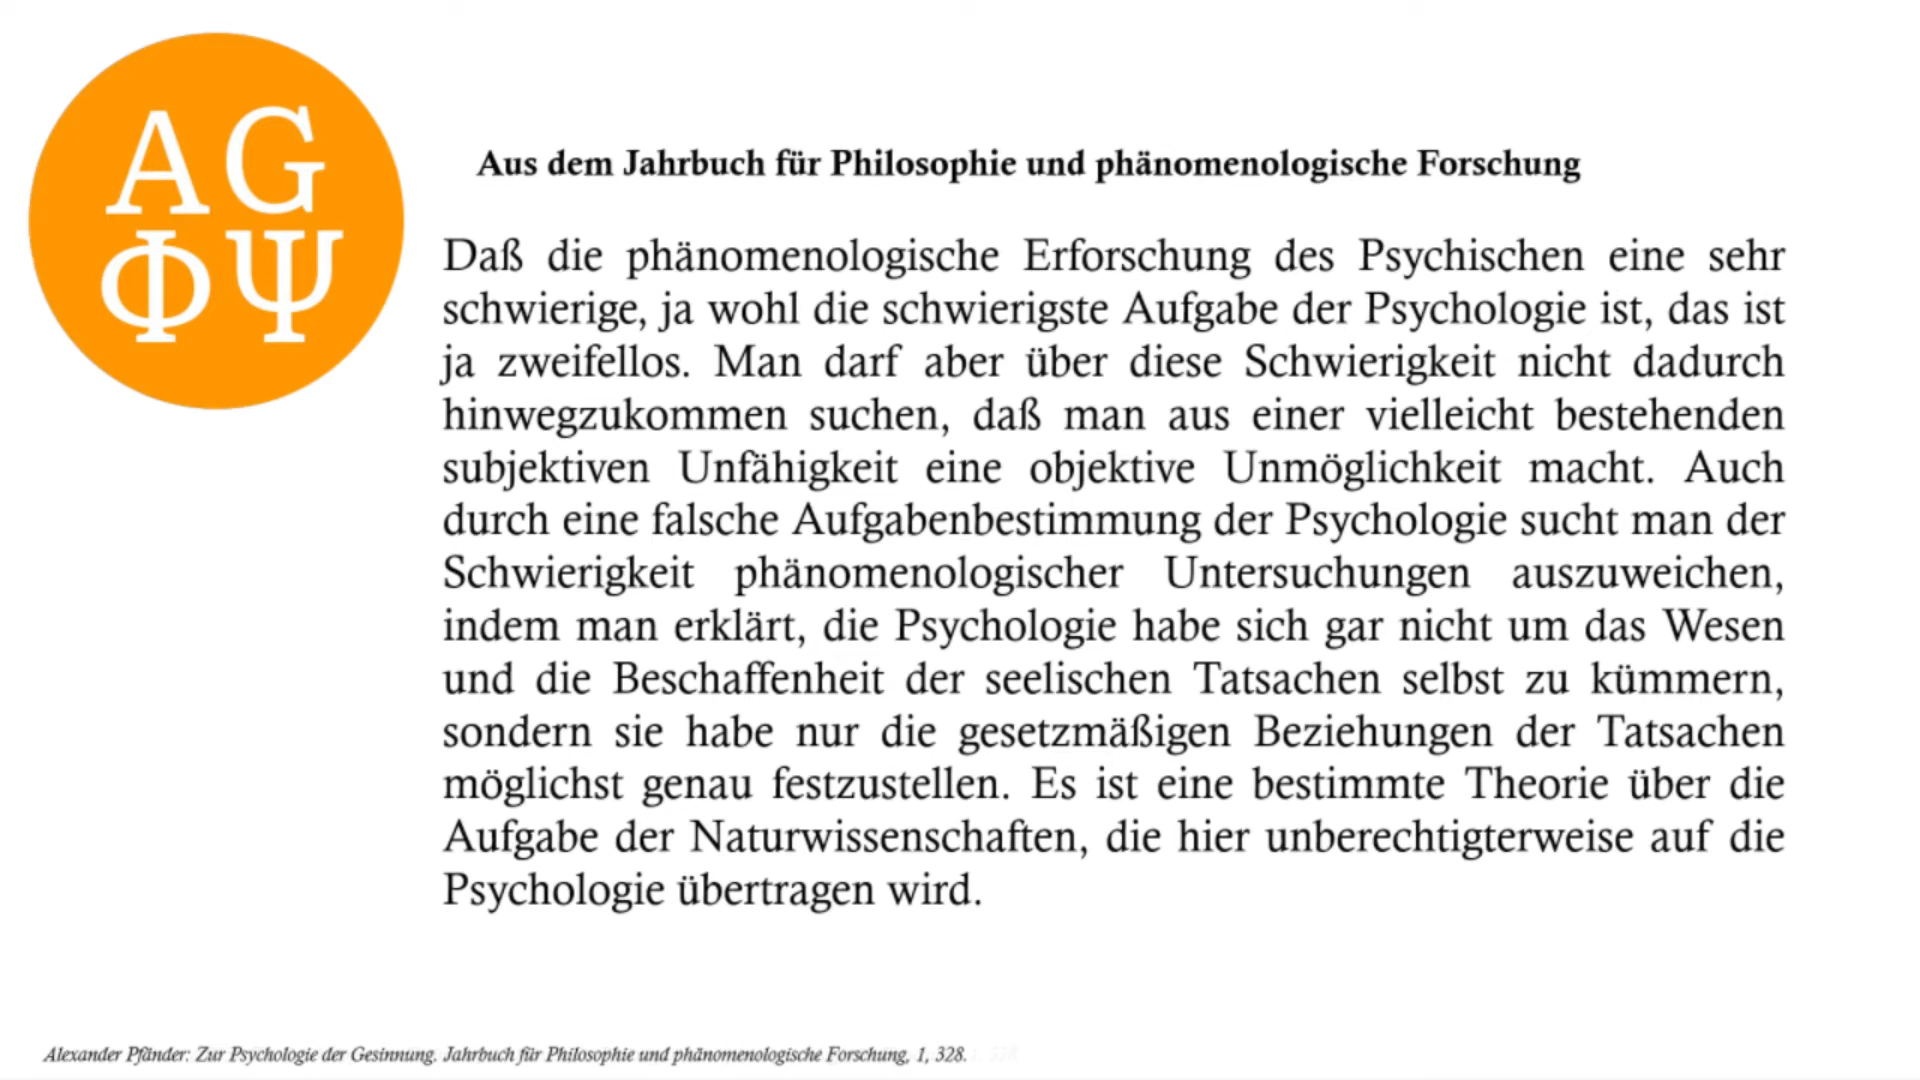 AG
ΦΨ
Aus dem Jahrbuch für Philosophie und phänomenologische Forschung
Daß die phänomenologische Erforschung des Psychischen eine sehr
schwierige, ja wohl die schwierigste Aufgabe der Psychologie ist, das ist
ja zweifellos. Man darf aber über diese Schwierigkeit nicht dadurch
hinwegzukommen suchen, daß man aus einer vielleicht bestehenden
subjektiven Unfähigkeit eine objektive Unmöglichkeit macht. Auch
durch eine falsche Aufgabenbestimmung der Psychologie sucht man der
Schwierigkeit phänomenologischer Untersuchungen auszuweichen,
indem man erklärt, die Psychologie habe sich gar nicht um das Wesen
und die Beschaffenheit der seelischen Tatsachen selbst zu kümmern,
sondern sie habe nur die gesetzmäßigen Beziehungen der Tatsachen
möglichst genau festzustellen. Es ist eine bestimmte Theorie über die
Aufgabe der Naturwissenschaften, die hier unberechtigterweise auf die
Psychologie übertragen wird.
Alexander Pfänder: Zur Psychologie der Gesinnung. Jahrbuch für Philosophie und phänomenologische Forschung, 1, 328.